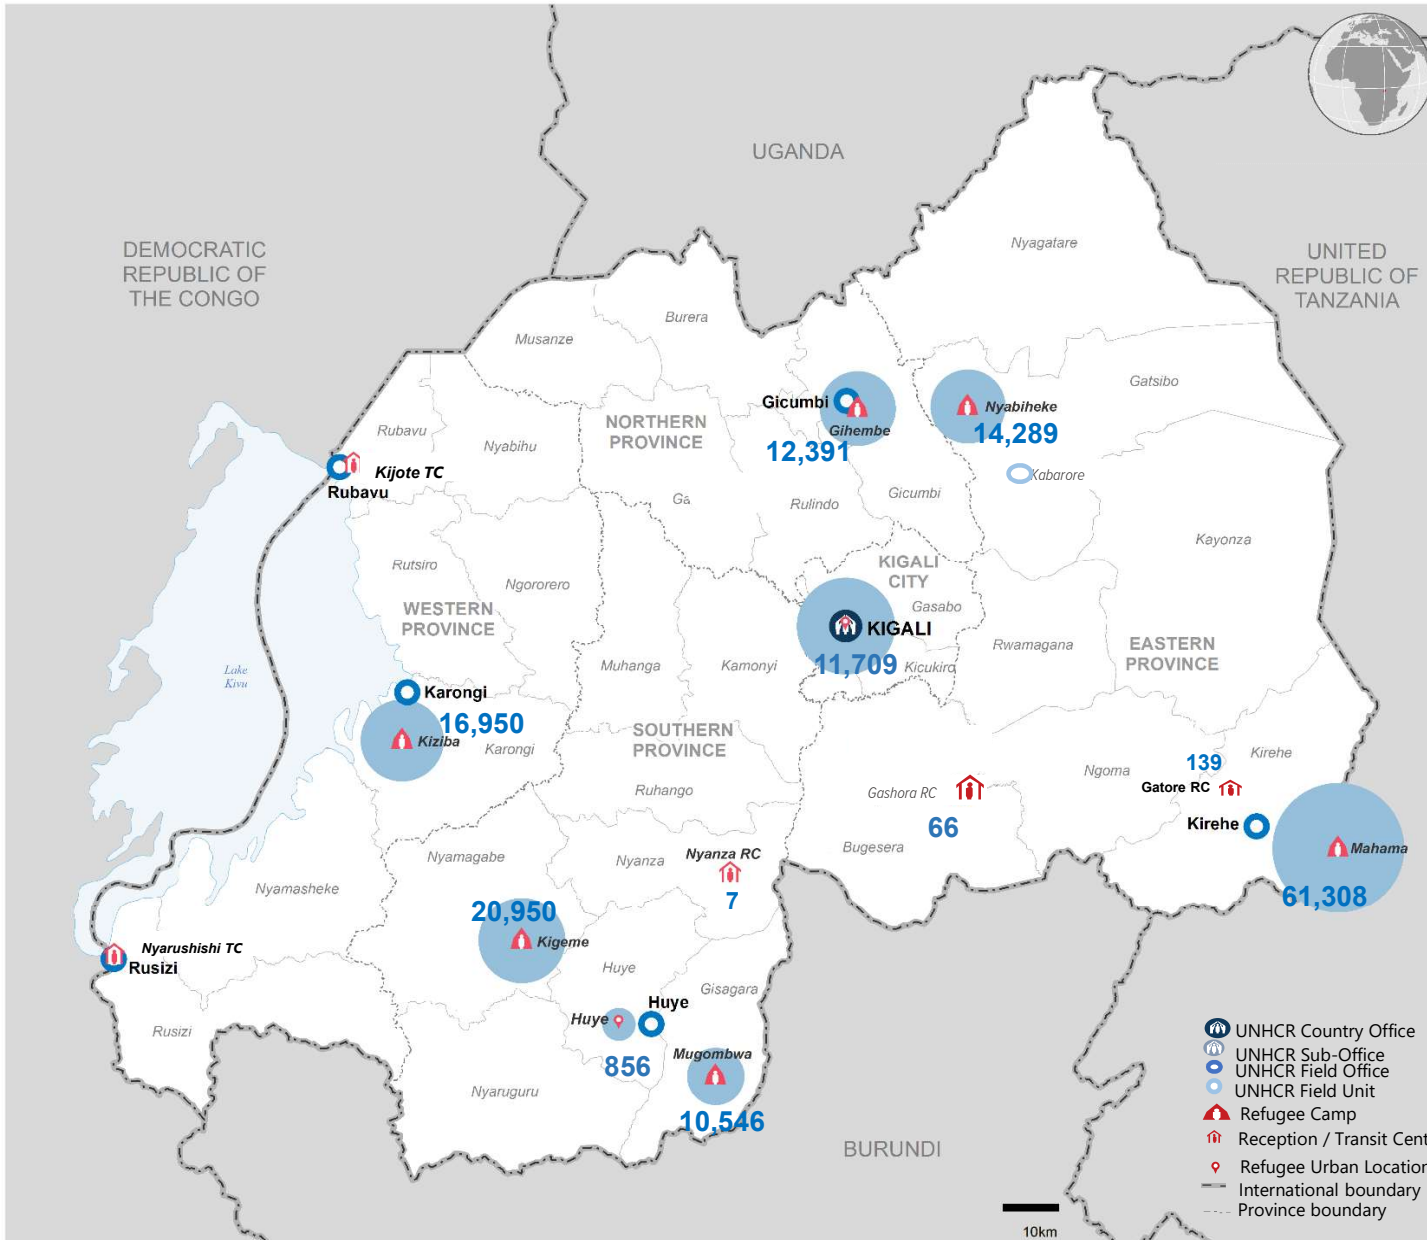 UGANDA
DEMOCRATIC
REPUBLIC OF
THE CONGO
UNITED
REPUBLIC OF
TANZANIA
Nyagatare
Burera
Musanze
Gatsibo
Gicumbi
Gihembe
12,391
Nyabiheke
14,289
NORTHERN
PROVINCE
Rubavu
Nyabihu
Kijote TC
Rubavu
Kabarore
Ga
Rulindo
Gicumbi
Kayonza
Rutsiro
Ngororero
KIGALI
CITY
Gasabo
WESTERN
PROVINCE
KIGALI
11,709
Kicukiro
Rwamagana
EASTERN
PROVINCE
Muhanga
Kamonyi
Lake
Kivu
Karongi
16,950
Kiziba
Karongi
SOUTHERN
PROVINCE
Ruhango
Ngoma
Kirehe
139
Gatore RC
Gashora RC
66
Kirehe
Bugesera
Mahama
61,308
Nyamagabe
Nyanza
Nyanza RC
7
Nyamasheke
20,950
Kigeme
Nyarushishi TC
Rusizi
Huye
Gisagara
Rusizi
Huye
Huye
856
Mugombwa
10,546
Nyaruguru
BURUNDI
UNHCR Country Office
UNHCR Sub-Office
UNHCR Field Office
UNHCR Field Unit
Refugee Camp
Reception / Transit Cent
Refugee Urban Location
International boundary
Province boundary
10km